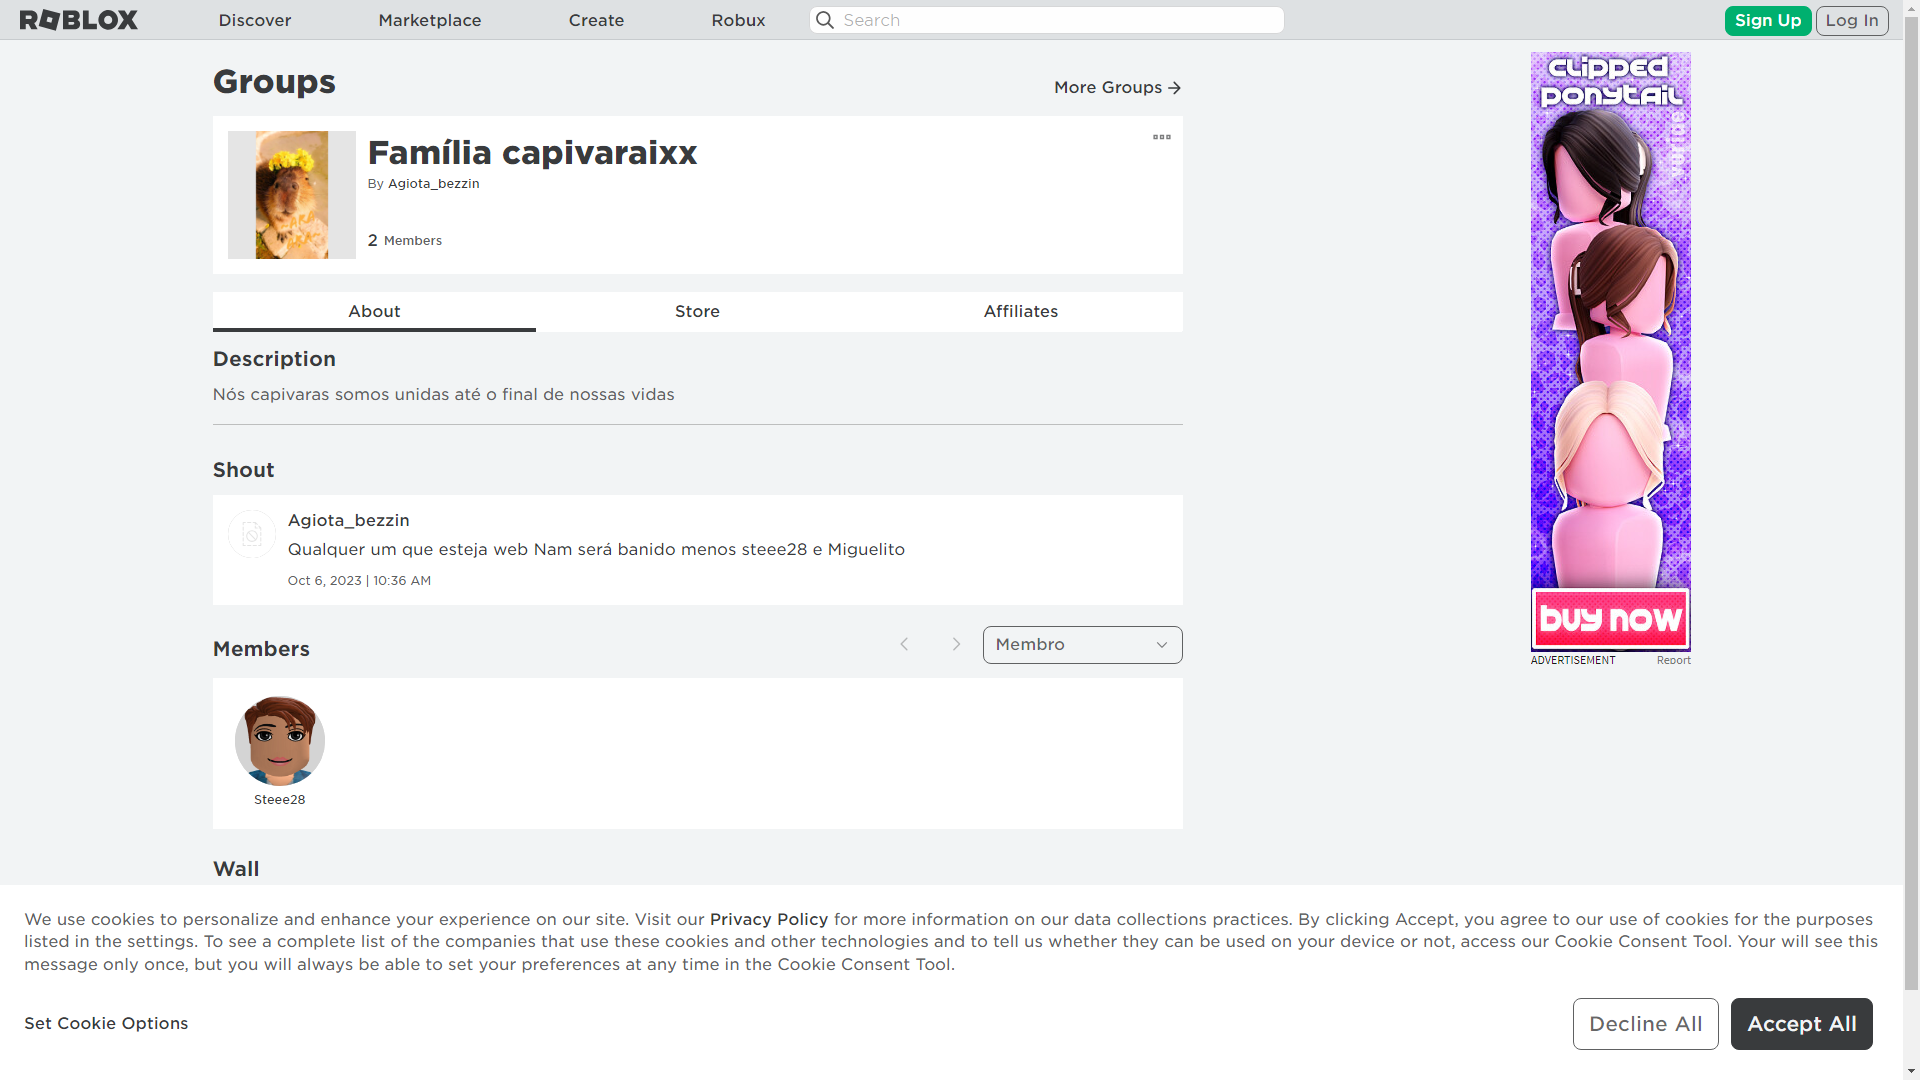 ROBLOX
Discover
Marketplace
Create
Robux
Search
Sign Up
Log In
Groups
More Groups
Família capivaraixx
By Agiota_bezzin
2 Members
About
Store
Affiliates
Description
Nós capivaras somos unidas até o final de nossas vidas
Shout
Agiota_bezzin
Qualquer um que esteja web Nam será banido menos steee28 e Miguelito
Oct 6, 2023 | 10:36 AM
Members
Membro
Steee28
Wall
CLIPPED
PONYTAIL
BUY NOW
ADVERTISEMENT
Report
We use cookies to personalize and enhance your experience on our site. Visit our Privacy Policy for more information on our data collections practices. By clicking Accept, you agree to our use of cookies for the purposes
listed in the settings. To see a complete list of the companies that use these cookies and other technologies and to tell us whether they can be used on your device or not, access our Cookie Consent Tool. Your will see this
message only once, but you will always be able to set your preferences at any time in the Cookie Consent Tool.
Set Cookie Options
Decline All
Accept All